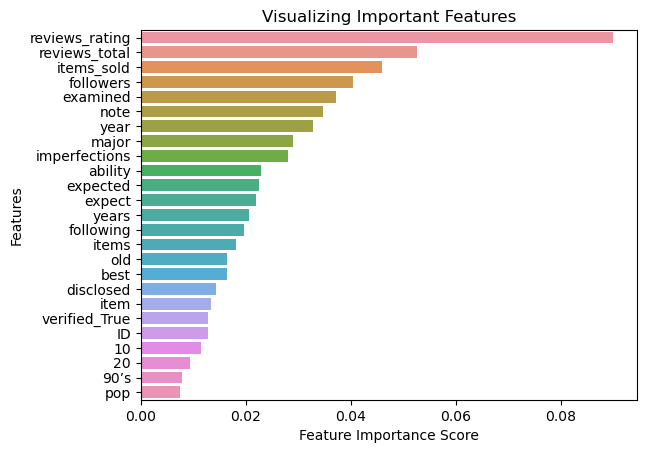 Visualizing Important Features
reviews_rating
reviews_total
items_sold
followers
examined
note
year
major
imperfections
ability
expected
expect
years
following
items
old
best
disclosed
item
verified_True
ID
10
20
90’s
pop
Features
0.00 0.02 0.04 0.06 0.08
Feature Importance Score